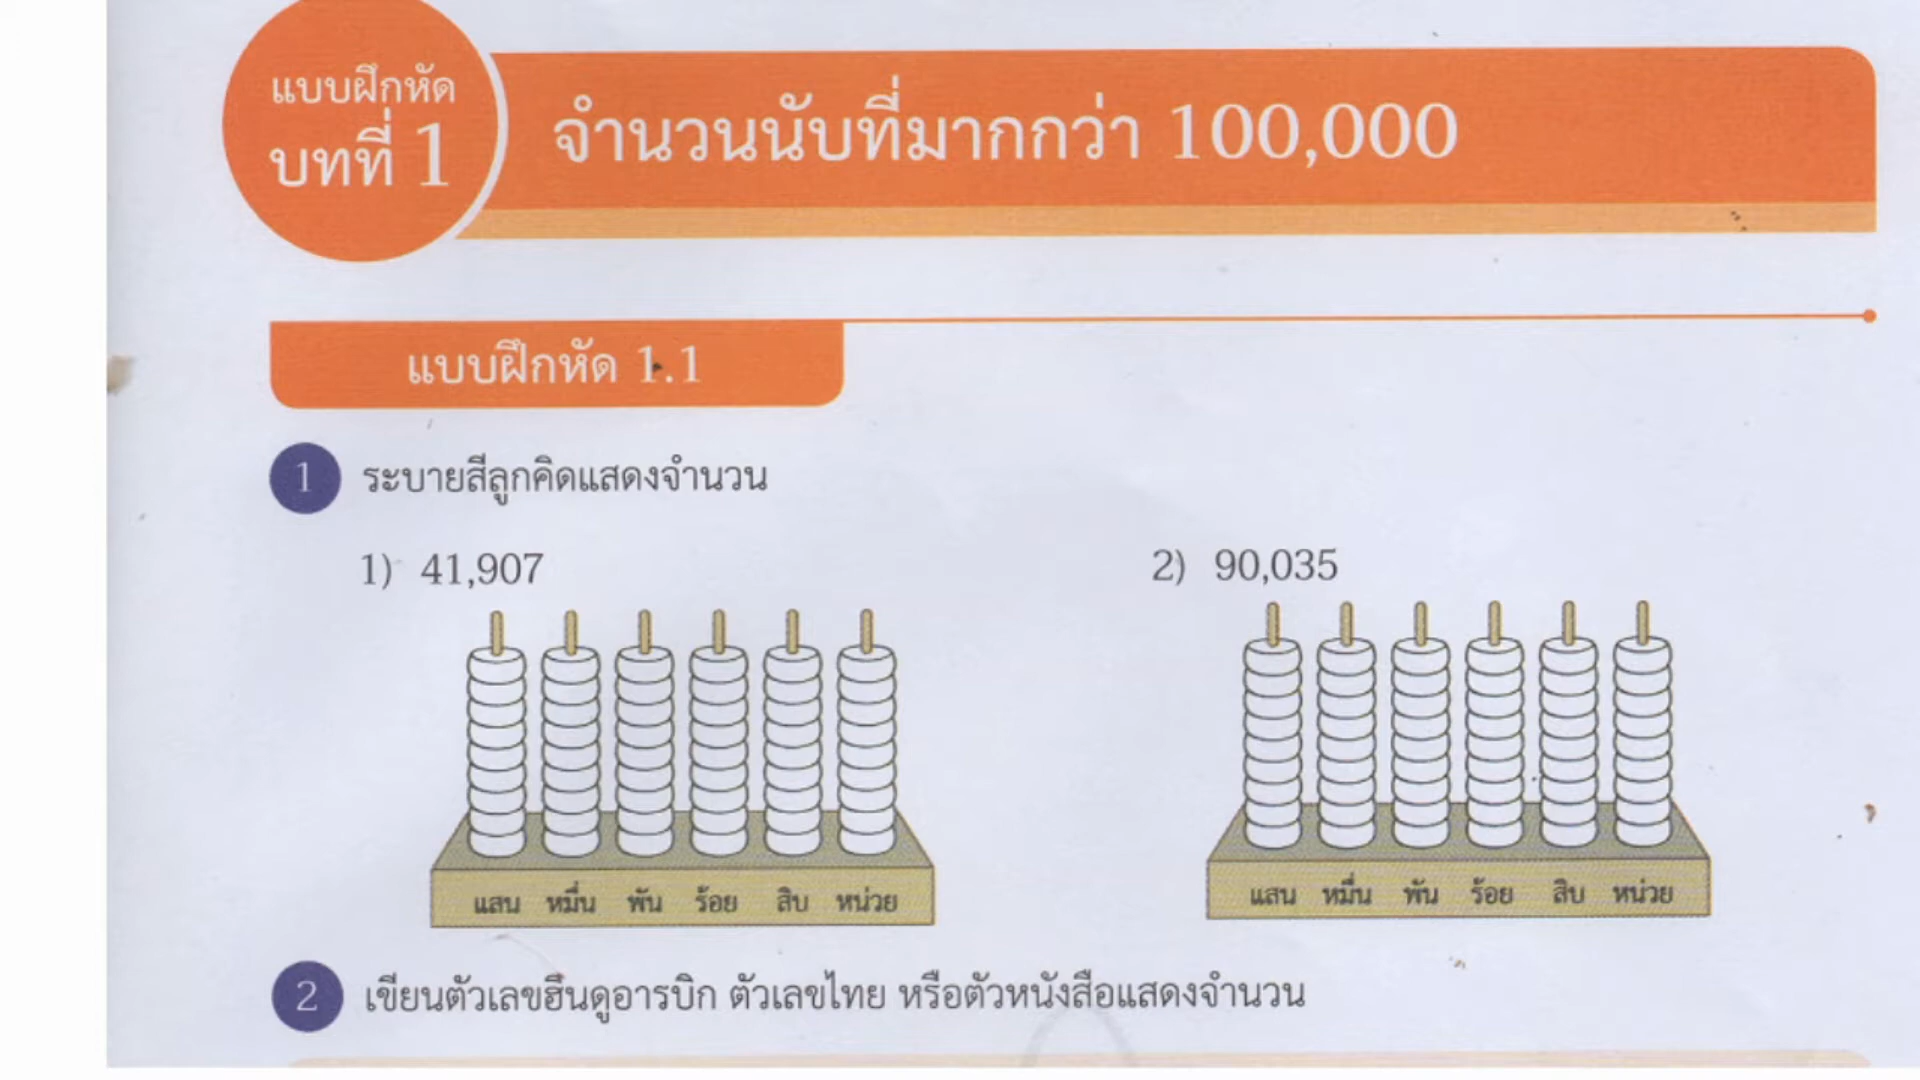 แบบฝึกหัด
บทที่ 1
จำนวนนับที่มากกว่า 100,000
แบบฝึกหัด 1.1
1 ระบายสีลูกคิดแสดงจำนวน
1) 41,907
2) 90,035
แสน หมื่น พัน ร้อย สิบ หน่วย
แสน หมื่น พัน ร้อย สิบ หน่วย
2 เขียนตัวเลขฮินดูอารบิก ตัวเลขไทย หรือตัวหนังสือแสดงจำนวน